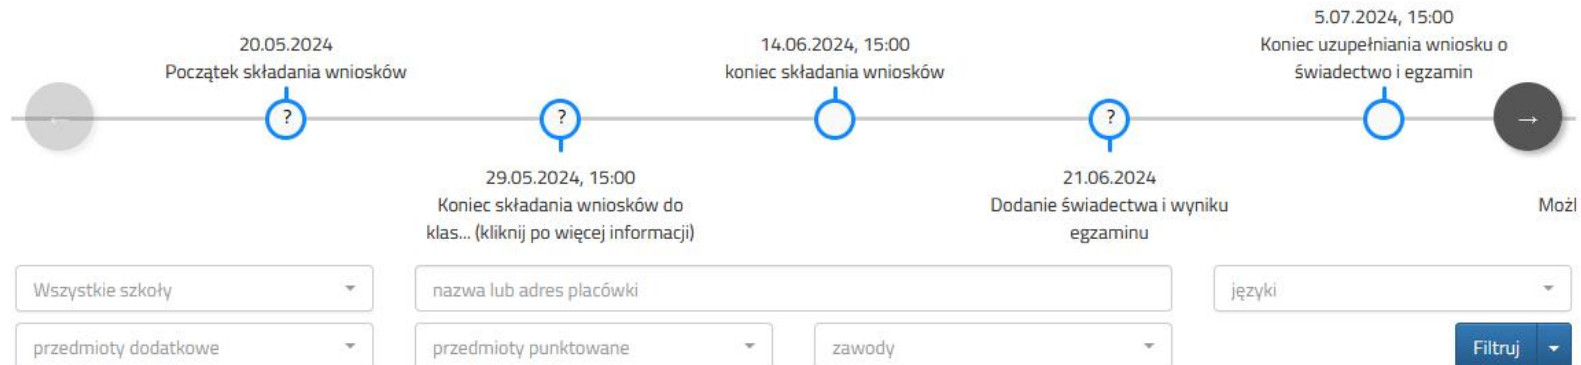 20.05.2024
Początek składania wniosków
?
29.05.2024, 15:00
Koniec składania wniosków do
klas... (kliknij po więcej informacji)
?
14.06.2024, 15:00
koniec składania wniosków
21.06.2024
Dodanie świadectwa i wyniku
egzaminu
?
5.07.2024, 15:00
Koniec uzupełniania wniosku o
świadectwo i egzamin
←
→
Możl
Wszystkie szkoły
nazwa lub adres placówki
języki
przedmioty dodatkowe
przedmioty punktowane
zawody
Filtruj